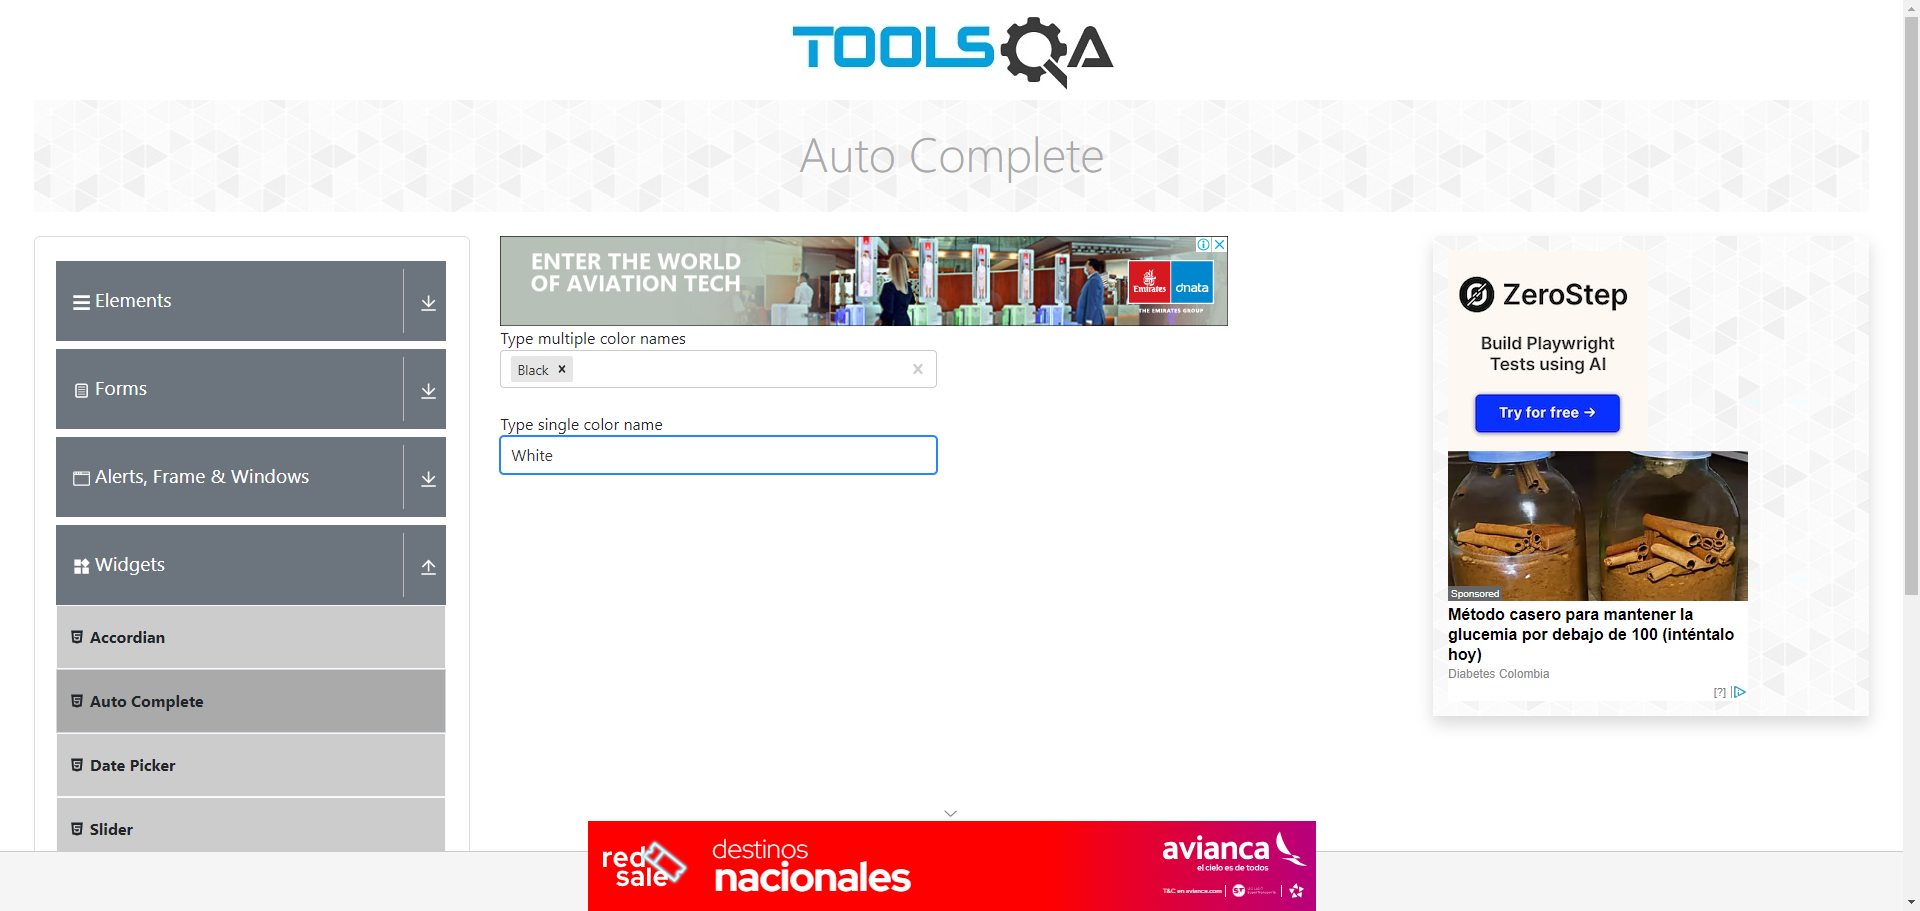 TOOLSQA
Auto Complete
Elements
Forms
Alerts, Frame & Windows
Widgets
Accordian
Auto Complete
Date Picker
Slider
ENTER THE WORLD
OF AVIATION TECH
Emirates
dnata
THE EMIRATES GROUP
Type multiple color names
Black
Type single color name
White
ZeroStep
Build Playwright
Tests using AI
Try for free →
Sponsored
Método casero para mantener la
glucemia por debajo de 100 (inténtalo
hoy)
Diabetes Colombia
[?]
red
sale
destinos
nacionales
avianca
el cielo es de todos
T&C en avianca.com
ST